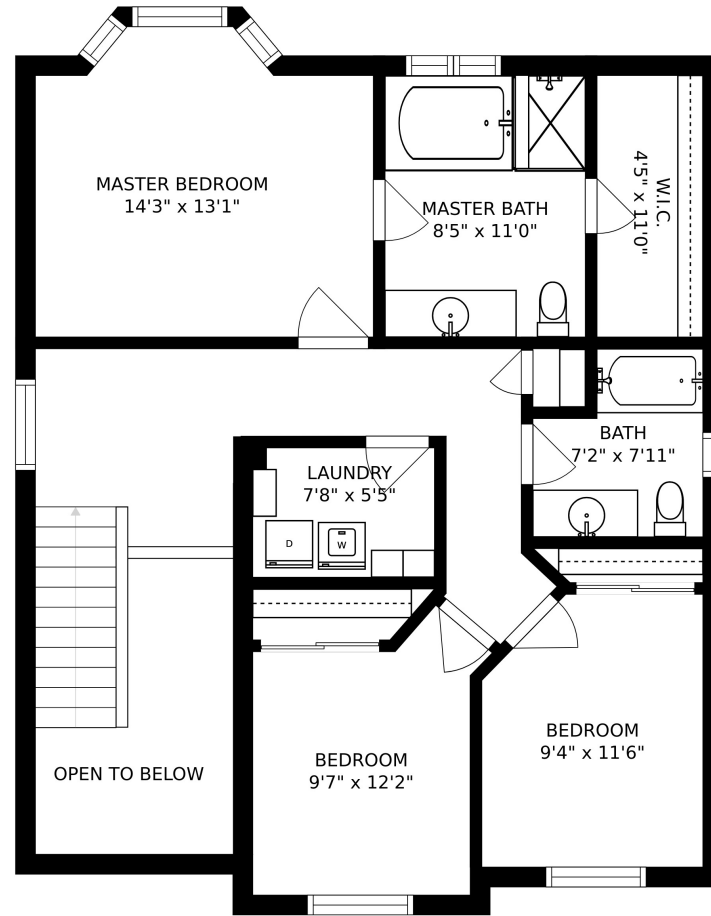 MASTER BEDROOM
14'3" x 13'1"
MASTER BATH
8'5" x 11'0"
W.I.C.
4'5" x 11'0"
BATH
7'2" x 7'11"
LAUNDRY
7'8" x 5'5"
D
W
BEDROOM
9'4" x 11'6"
BEDROOM
9'7" x 12'2"
OPEN TO BELOW